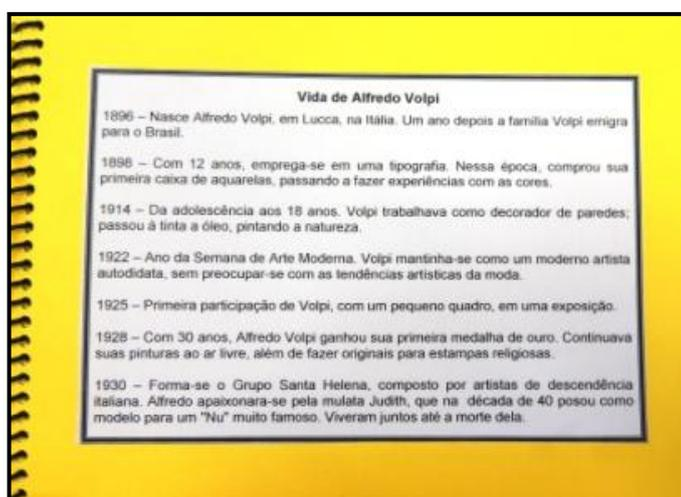 Vida de Alfredo Volpi
1896 – Nasce Alfredo Volpi, em Lucca, na Itália. Um ano depois a família Volpi emigra
para o Brasil.
1898 – Com 12 anos, emprega-se em uma tipografia. Nessa época, comprou sua
primeira caixa de aquarelas, passando a fazer experiências com as cores.
1914 – Da adolescência aos 18 anos. Volpi trabalhava como decorador de paredes;
passou à tinta a óleo, pintando a natureza.
1922 – Ano da Semana de Arte Moderna. Volpi mantinha-se como um moderno artista
autodidata, sem preocupar-se com as tendências artísticas da moda.
1925 – Primeira participação de Volpi, com um pequeno quadro, em uma exposição.
1928 – Com 30 anos, Alfredo Volpi ganhou sua primeira medalha de ouro. Continuava
suas pinturas ao ar livre, além de fazer originais para estampas religiosas.
1930 – Forma-se o Grupo Santa Helena, composto por artistas de descendência
italiana. Alfredo apaixonara-se pela mulata Judith, que na década de 40 posou como
modelo para um "Nu" muito famoso. Viveram juntos até a morte dela.